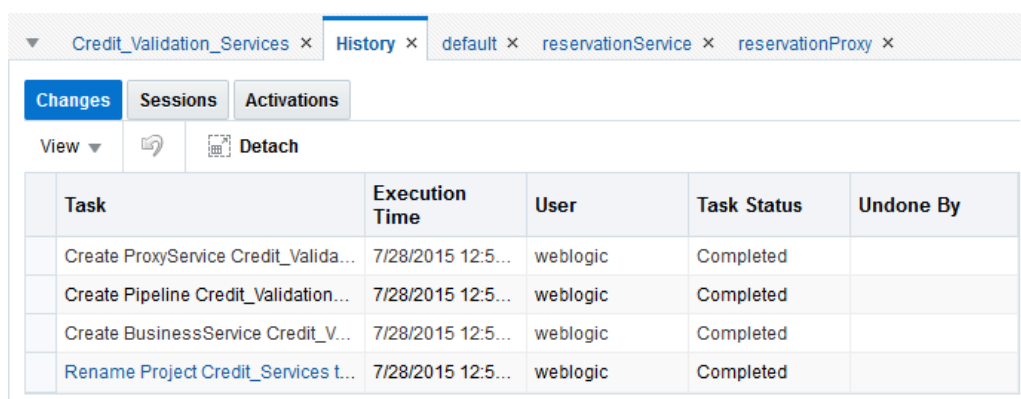 Credit_Validation_Services × History × default × reservationService × reservationProxy ×
Changes Sessions Activations
View Detach
Task Execution Time User Task Status Undone By
Create ProxyService Credit_Valida... 7/28/2015 12:5... weblogic Completed
Create Pipeline Credit_Validation... 7/28/2015 12:5... weblogic Completed
Create BusinessService Credit_V... 7/28/2015 12:5... weblogic Completed
Rename Project Credit_Services t... 7/28/2015 12:5... weblogic Completed